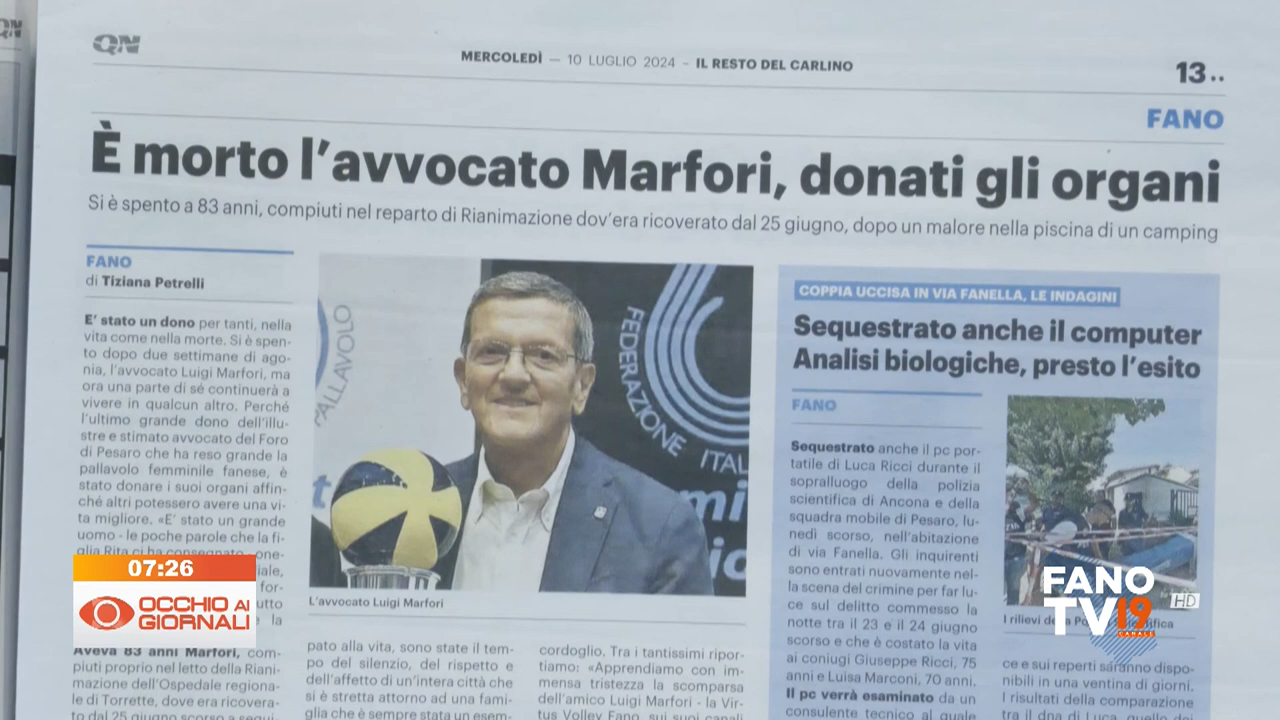 QN
MERCOLEDÌ — 10 LUGLIO 2024 – IL RESTO DEL CARLINO
13..
FANO
È morto l'avvocato Marfori, donati gli organi
Si è spento a 83 anni, compiuti nel reparto di Rianimazione dov'era ricoverato dal 25 giugno, dopo un malore nella piscina di un camping
FANO
di Tiziana Petrelli
E' stato un dono per tanti, nella
vita come nella morte. Si è spen-
to dopo due settimane di ago-
nia, l'avvocato Luigi Marfori, ma
ora una parte di sé continuerà a
vivere in qualcun altro. Perché
l'ultimo grande dono dell'illu-
stre e stimato avvocato del Foro
di Pesaro che ha reso grande la
pallavolo femminile fanese, è
stato donare i suoi organi affin-
ché altri potessero avere una vi-
ta migliore. «E' stato un grande
uomo - le poche parole che la fi-
glia Rita ci ha consegnato
Aveva 83 anni Marfori, com-
piuti proprio nel letto della Riani-
mazione dell'Ospedale regiona-
le di Torrette, dove era ricovera-
to dal 25 giugno scorso a segui-
PALLAVOLO
FEDERAZIONE
ITAL
L'avvocato Luigi Marfori
pato alla vita, sono state il tem-
po del silenzio, del rispetto e
dell'affetto di un'intera città che
si è stretta attorno ad una fami-
glia che è sempre stata un esem-
cordoglio. Tra i tantissimi ripor-
tiamo: «Apprendiamo con im-
mensa tristezza la scomparsa
dell'amico Luigi Marfori - la Vir-
tus Volley Fano, sui suoi canali
COPPIA UCCISA IN VIA FANELLA, LE INDAGINI
Sequestrato anche il computer
Analisi biologiche, presto l'esito
FANO
Sequestrato anche il pc por-
tatile di Luca Ricci durante il
sopralluogo della polizia
scientifica di Ancona e della
squadra mobile di Pesaro, lu-
nedì scorso, nell'abitazione
di via Fanella. Gli inquirenti
sono entrati nuovamente nel-
la scena del crimine per far lu-
ce sul delitto commesso la
notte tra il 23 e il 24 giugno
scorso e che è costato la vita
ai coniugi Giuseppe Ricci, 75
anni e Luisa Marconi, 70 anni.
Il pc verrà esaminato da un
consulente tecnico al quale
I rilievi
ce e sui reperti saranno dispo-
nibili in una ventina di giorni.
I risultati della comparazione
tra il dna di Luca, quello dei
07:26
OCCHIO AI
GIORNALI
FANO
TV19
CANALE
HD